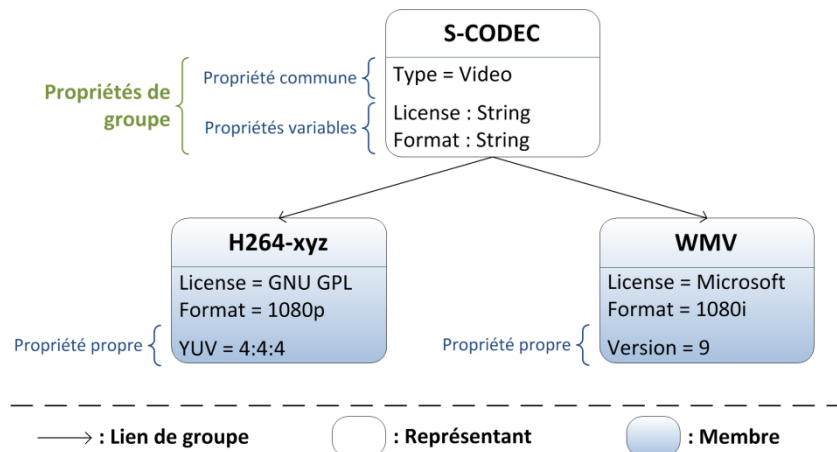 S-CODEC
Propriétés de
groupe
Propriété commune
Type = Video
Propriétés variables
License : String
Format : String
H264-xyz
License = GNU GPL
Format = 1080p
Propriété propre
YUV = 4:4:4
WMV
License = Microsoft
Format = 1080i
Propriété propre
Version = 9
: Lien de groupe
: Représentant
: Membre